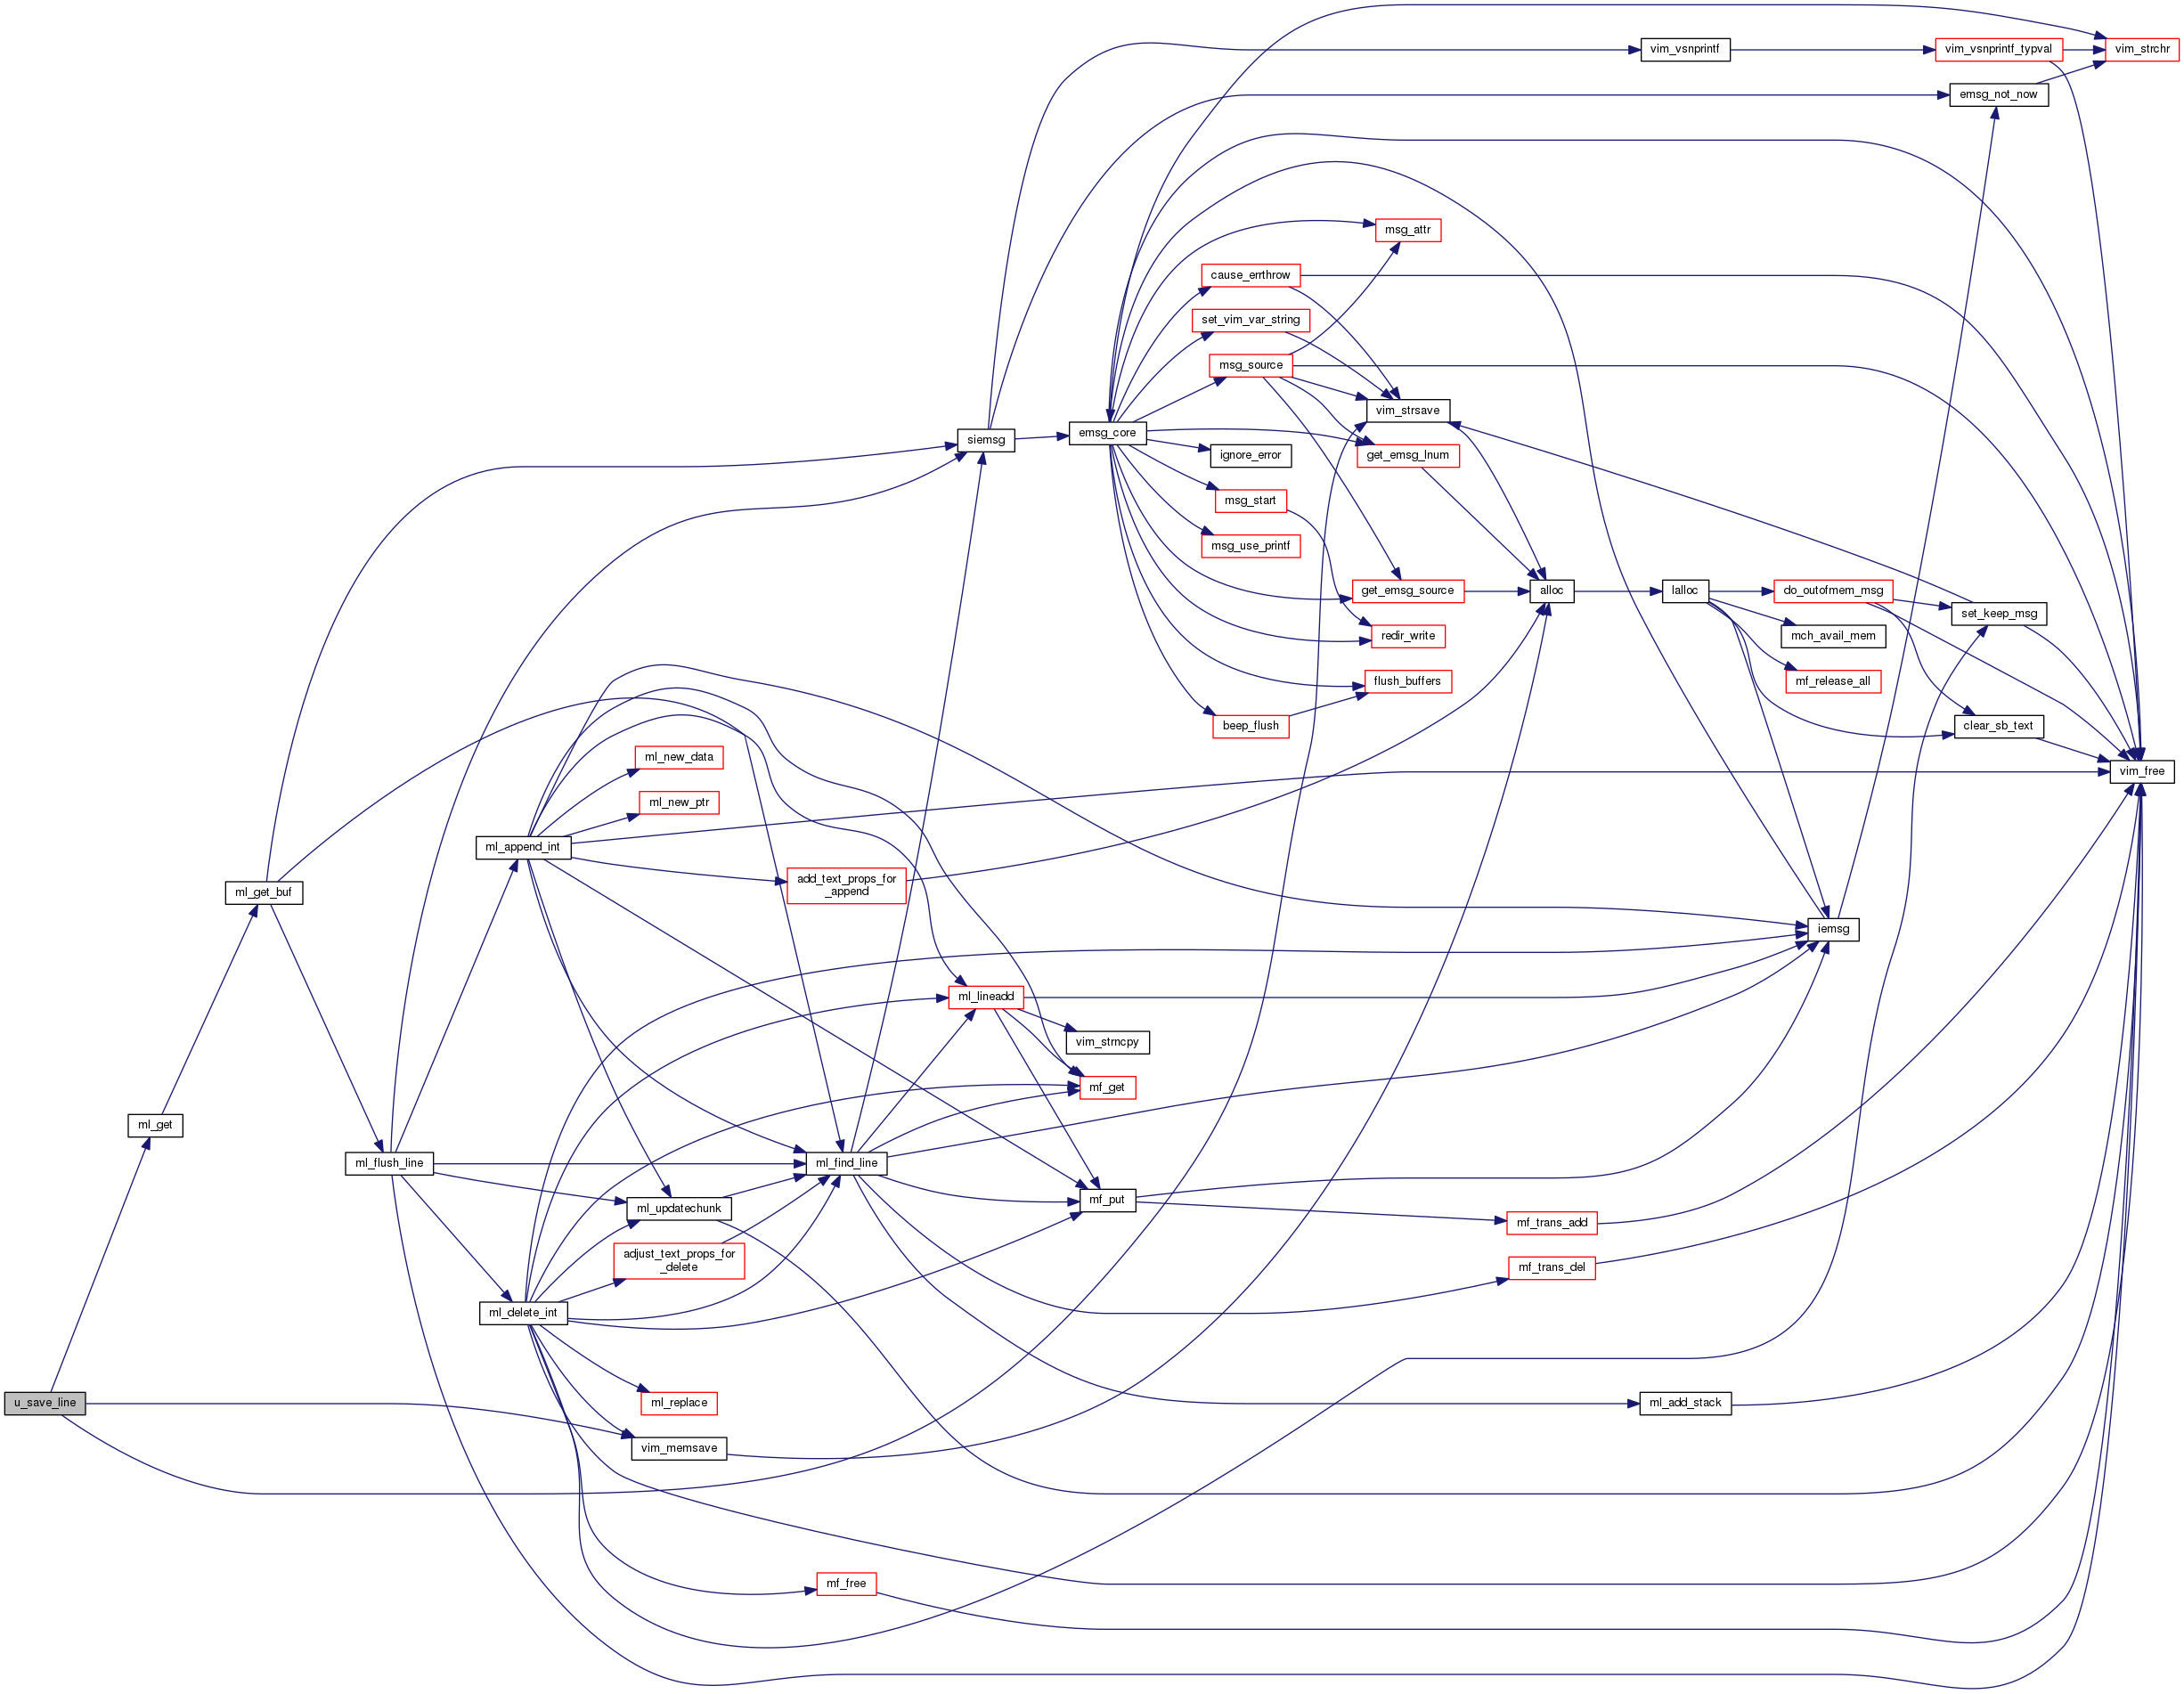 vim_vsnprintf
vim_vsnprintf_typval
vim_strchr
emsg_not_now
msg_attr
cause_errthrow
set_vim_var_string
msg_source
vim_strsave
siemsg
emsg_core
ignore_error
get_emsg_lnum
msg_start
msg_use_printf
get_emsg_source
alloc
lalloc
do_outofmem_msg
set_keep_msg
redir_write
mch_avail_mem
flush_buffers
mf_release_all
beep_flush
clear_sb_text
ml_new_data
vim_free
ml_new_ptr
ml_append_int
add_text_props_for
_append
ml_get_buf
iemsg
ml_lineadd
vim_strncpy
mf_get
ml_get
ml_flush_line
ml_find_line
ml_updatechunk
mf_put
mf_trans_add
adjust_text_props_for
_delete
mf_trans_del
ml_delete_int
u_save_line
ml_replace
ml_add_stack
vim_memsave
mf_free